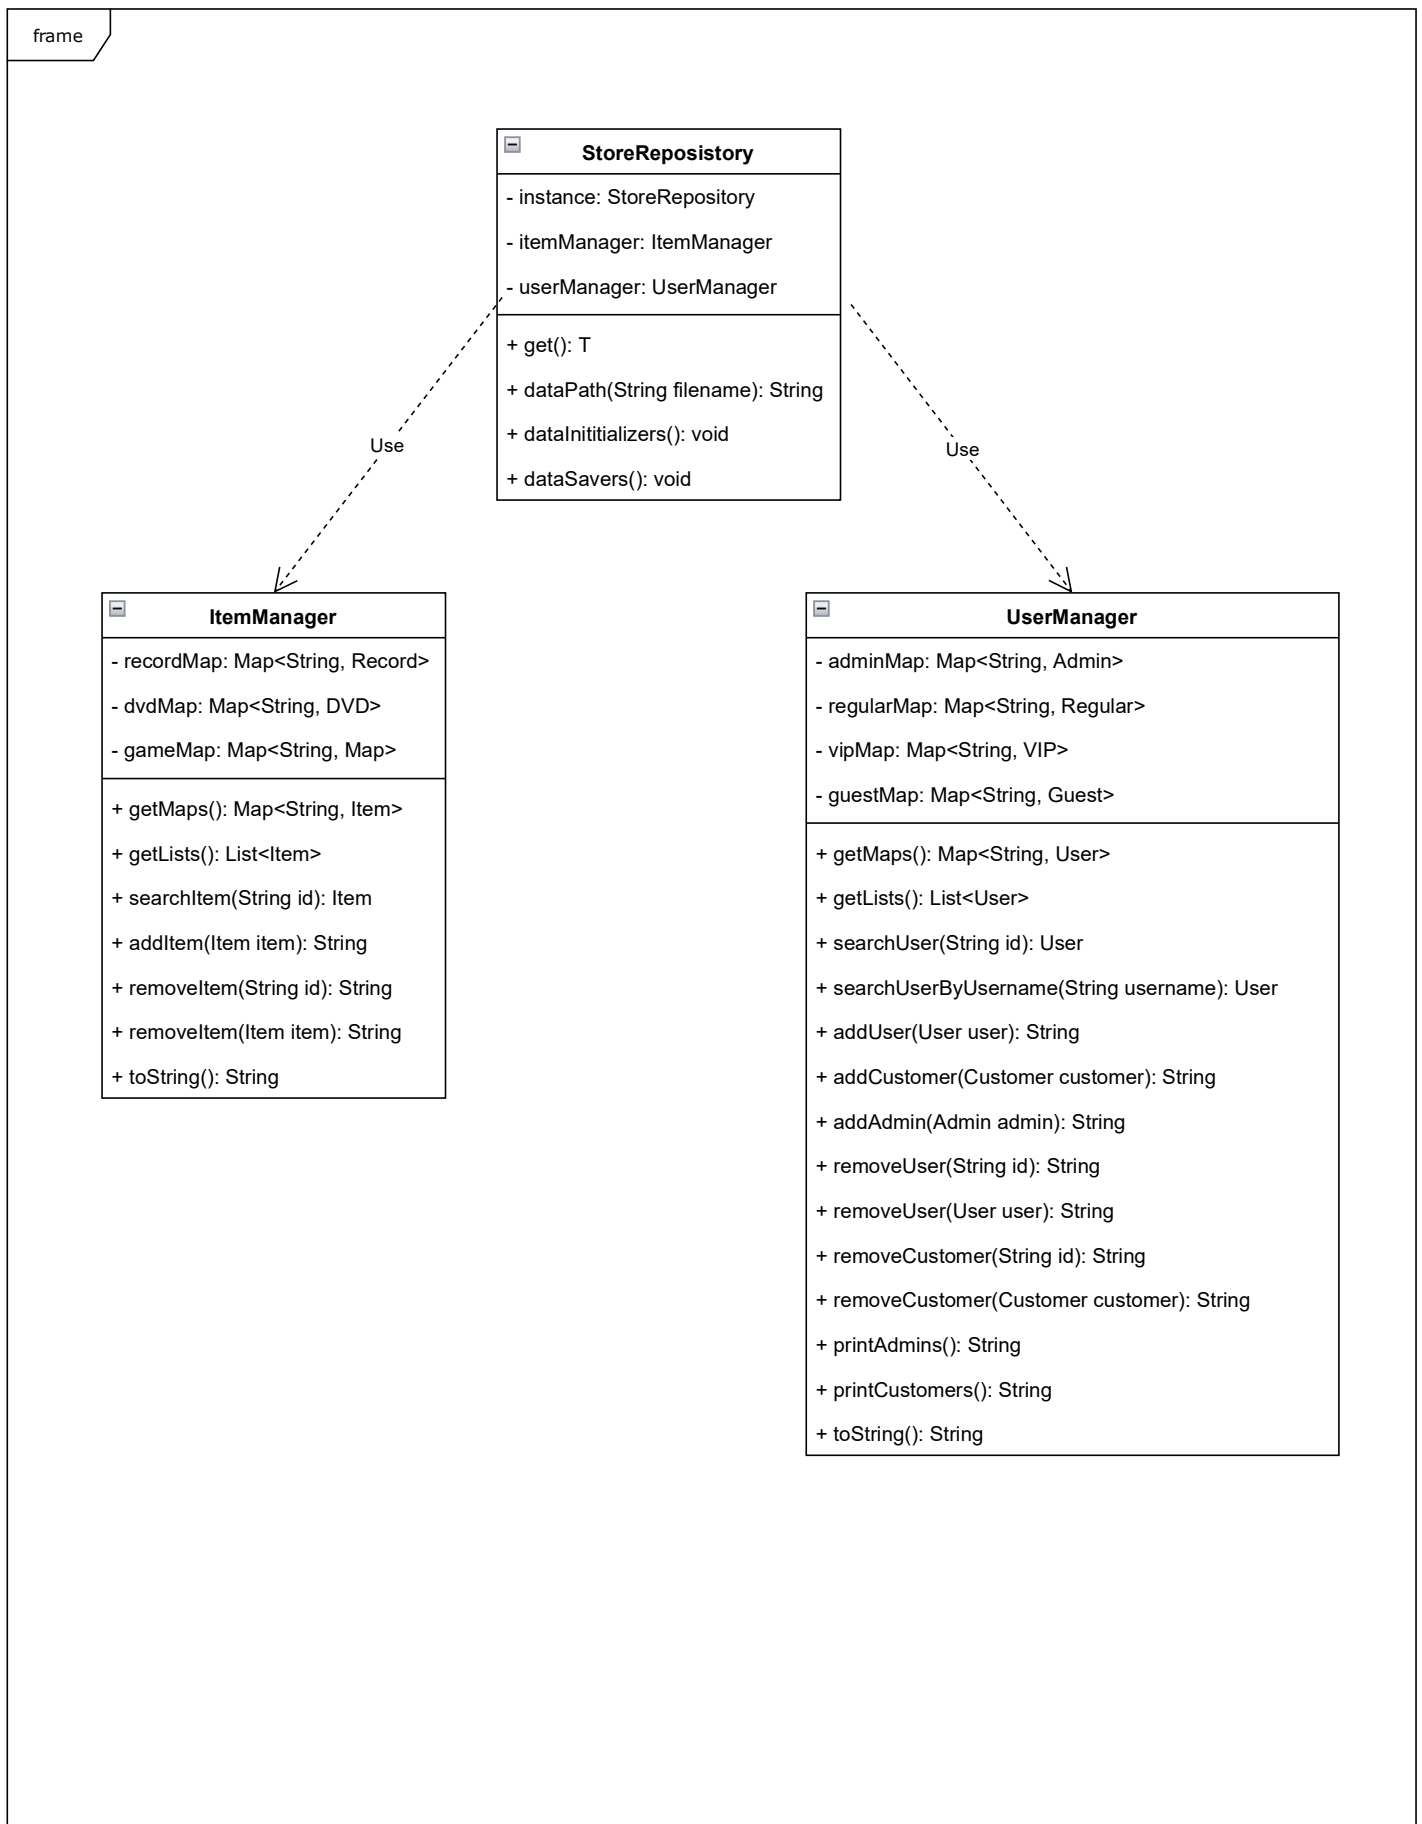 frame
StoreReposistory
- instance: StoreRepository
- itemManager: ItemManager
- userManager: UserManager
+ get(): T
+ dataPath(String filename): String
+ dataInititializers(): void
+ dataSavers(): void
Use
Use
ItemManager
- recordMap: Map<String, Record>
- dvdMap: Map<String, DVD>
- gameMap: Map<String, Map>
+ getMaps(): Map<String, Item>
+ getLists(): List<Item>
+ searchItem(String id): Item
+ addItem(Item item): String
+ removeItem(String id): String
+ removeItem(Item item): String
+ toString(): String
UserManager
- adminMap: Map<String, Admin>
- regularMap: Map<String, Regular>
- vipMap: Map<String, VIP>
- guestMap: Map<String, Guest>
+ getMaps(): Map<String, User>
+ getLists(): List<User>
+ searchUser(String id): User
+ searchUserByUsername(String username): User
+ addUser(User user): String
+ addCustomer(Customer customer): String
+ addAdmin(Admin admin): String
+ removeUser(String id): String
+ removeUser(User user): String
+ removeCustomer(String id): String
+ removeCustomer(Customer customer): String
+ printAdmins(): String
+ printCustomers(): String
+ toString(): String